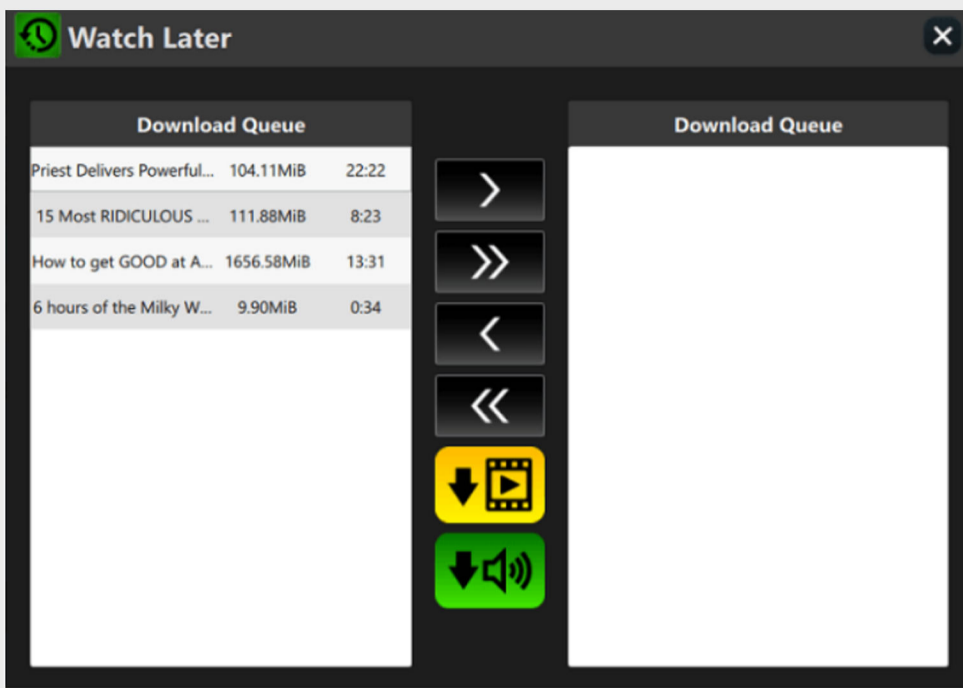 Watch Later
Download Queue
Priest Delivers Powerful... 104.11MiB 22:22
15 Most RIDICULOUS ... 111.88MiB 8:23
How to get GOOD at A... 1656.58MiB 13:31
6 hours of the Milky W... 9.90MiB 0:34
Download Queue